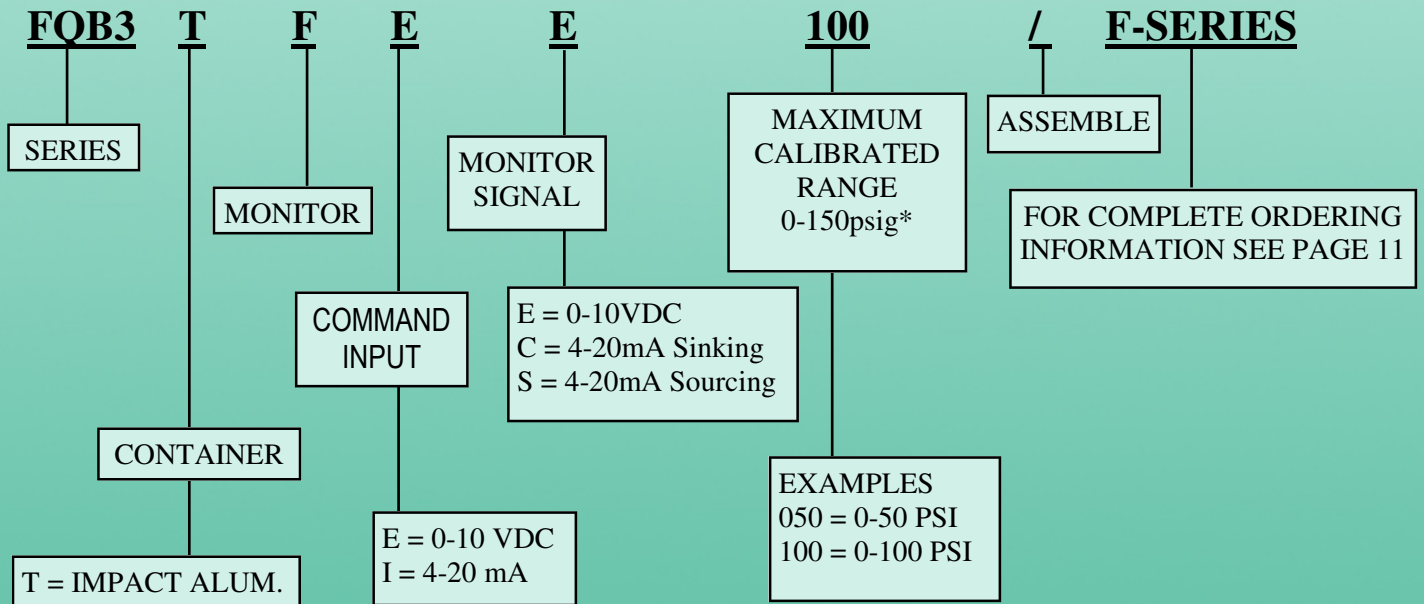 FQB3 T F E E 100 / F-SERIES
SERIES
CONTAINER
T = IMPACT ALUM.
MONITOR
COMMAND
INPUT
E = 0-10 VDC
I = 4-20 mA
MONITOR
SIGNAL
E = 0-10VDC
C = 4-20mA Sinking
S = 4-20mA Sourcing
MAXIMUM
CALIBRATED
RANGE
0-150psig*
EXAMPLES
050 = 0-50 PSI
100 = 0-100 PSI
ASSEMBLE
FOR COMPLETE ORDERING
INFORMATION SEE PAGE 11